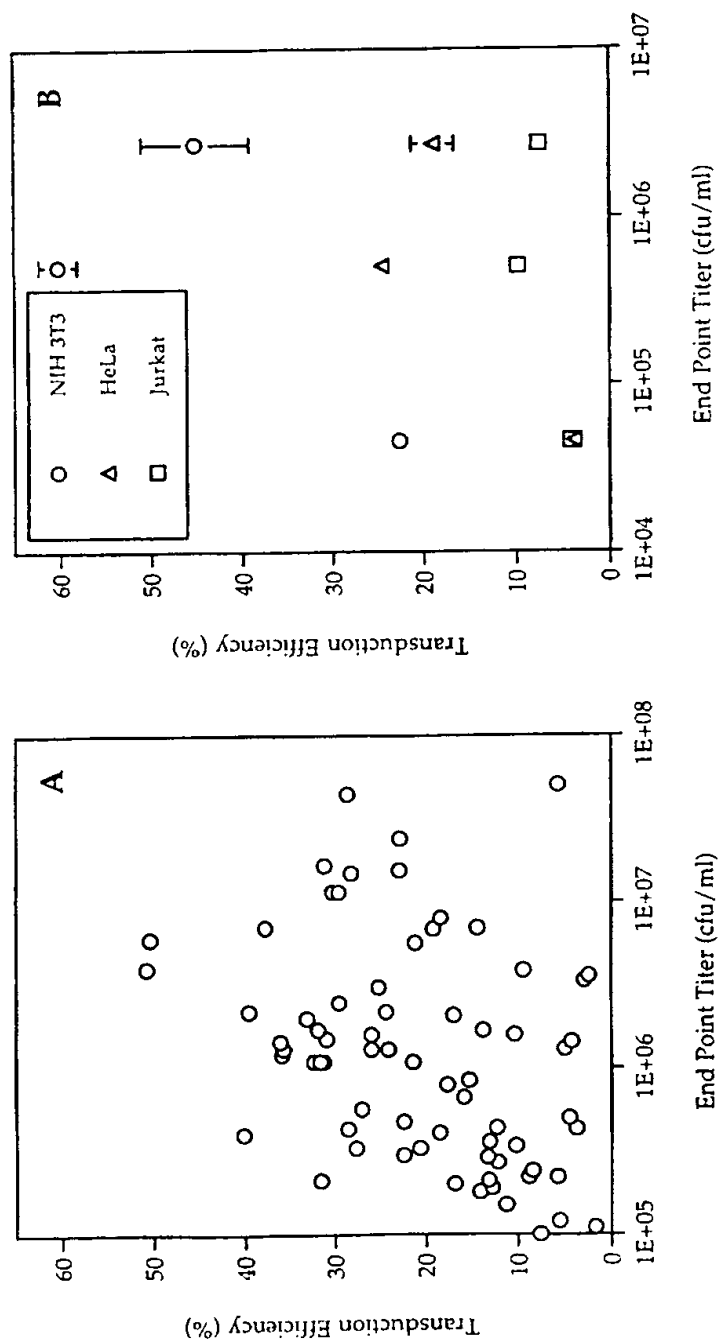 A
Transduction Efficiency (%)
60
50
40
30
20
10
0
1E+05
1E+06
1E+07
1E+08
End Point Titer (cfu/ml)
B
NIH 3T3
HeLa
Jurkat
Transduction Efficiency (%)
60
50
40
30
20
10
0
1E+04
1E+05
1E+06
1E+07
End Point Titer (cfu/ml)